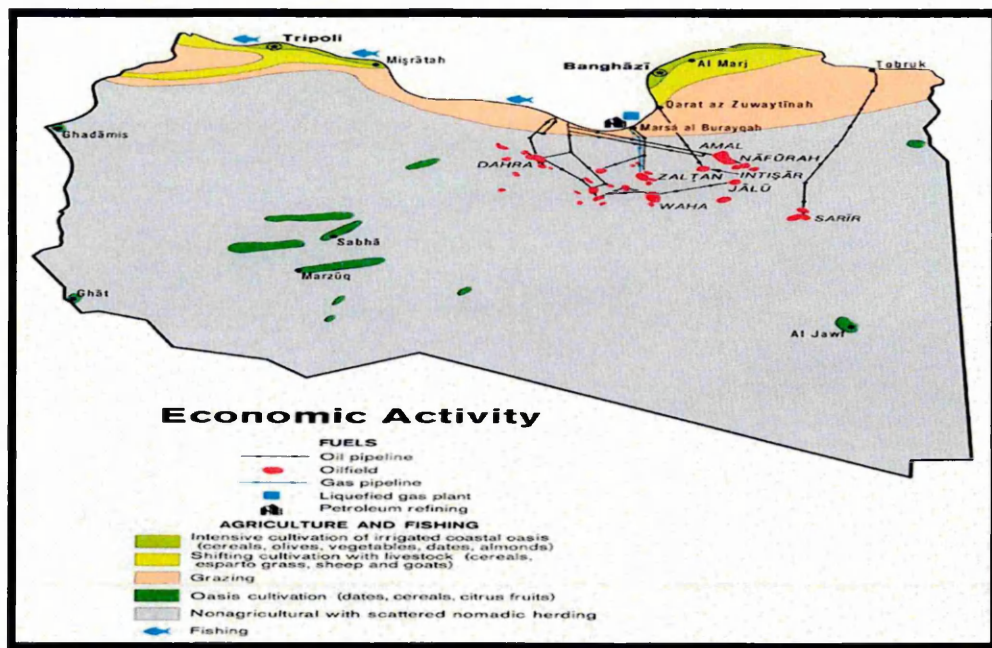 Tripoli
Mişrātah
Banghāzī
Al Marj
Tobruk
Qarat az Zuwaytīnah
Marsá al Burayqah
Ghadāmis
AMAL
NĀFŪRAH
DAHRA
ZALṬAN
INTIŞĀR
JĀLŪ
WAHA
SARĪR
Sabhā
Marzūq
Ghāt
Al Jawf
Economic Activity
FUELS
Oil pipeline
Oilfield
Gas pipeline
Liquefied gas plant
Petroleum refining
AGRICULTURE AND FISHING
Intensive cultivation of irrigated coastal oasis
(cereals, olives, vegetables, dates, almonds)
Shifting cultivation with livestock (cereals,
esparto grass, sheep and goats)
Grazing
Oasis cultivation (dates, cereals, citrus fruits)
Nonagricultural with scattered nomadic herding
Fishing